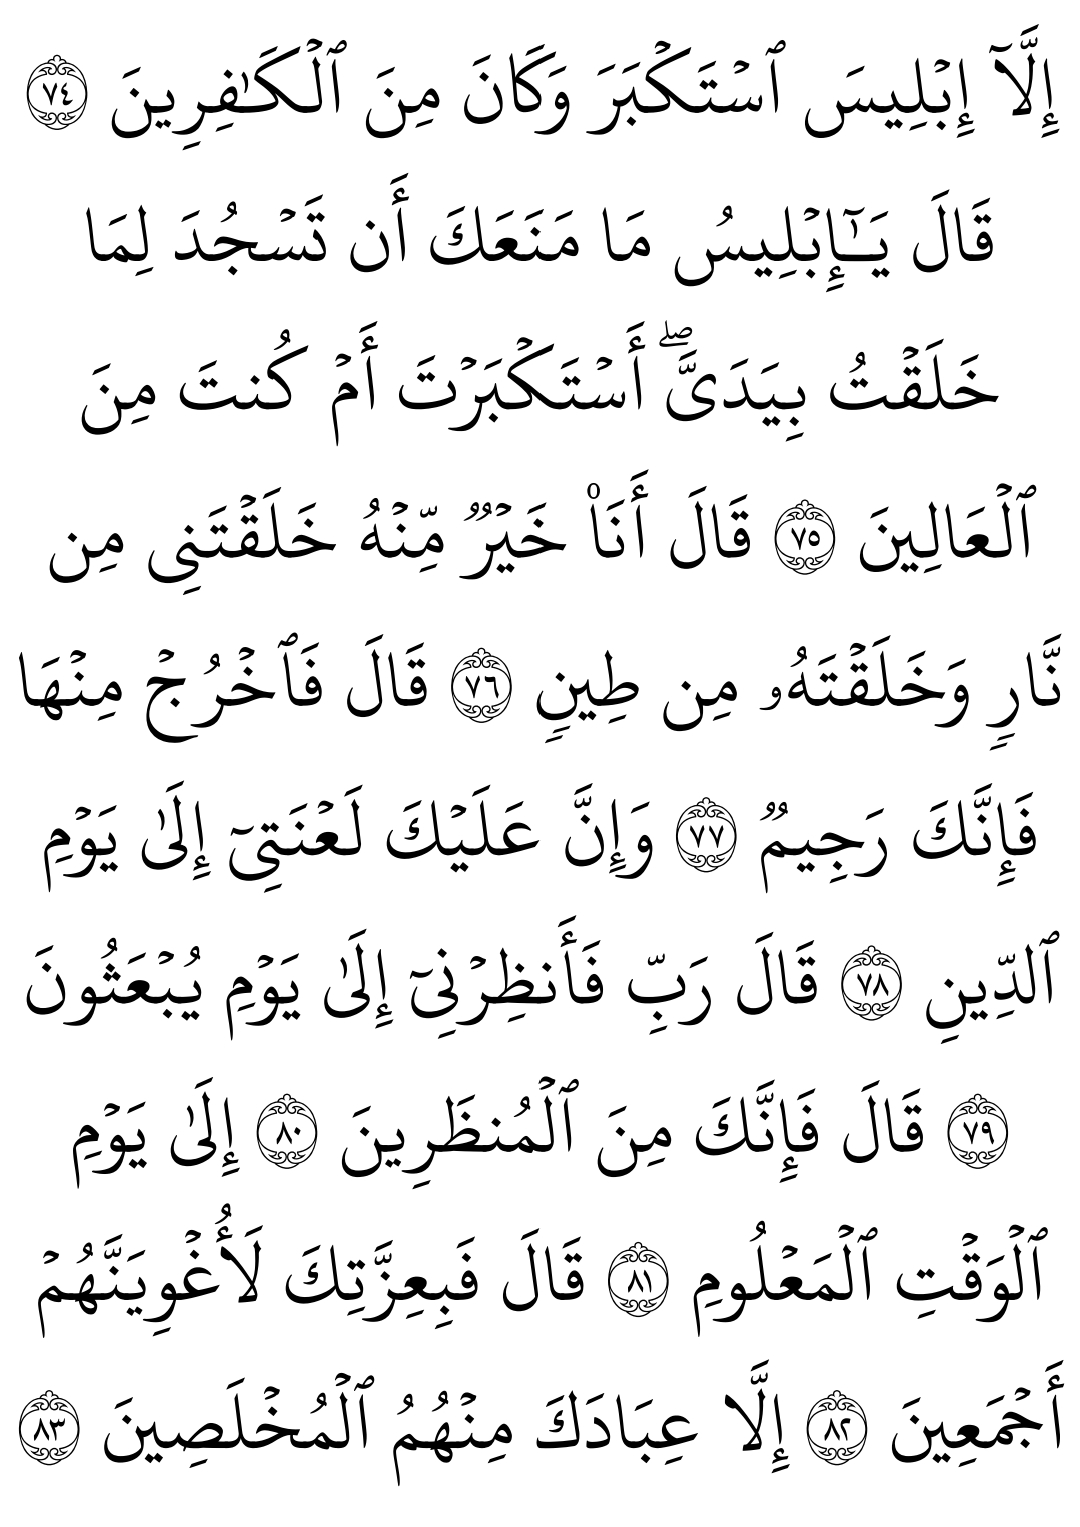 إِلَّآ إِبۡلِيسَ ٱسۡتَكۡبَرَ وَكَانَ مِنَ ٱلۡكَـٰفِرِينَ ٧٤
قَالَ يَـٰٓإِبۡلِيسُ مَا مَنَعَكَ أَن تَسۡجُدَ لِمَا
خَلَقۡتُ بِيَدَىَّۖ أَسۡتَكۡبَرۡتَ أَمۡ كُنتَ مِنَ
ٱلۡعَالِينَ ٧٥ قَالَ أَنَا۠ خَيۡرٌ مِّنۡهُ خَلَقۡتَنِى مِن
نَّارٍ وَخَلَقۡتَهُۥ مِن طِينٍ ٧٦ قَالَ فَٱخۡرُجۡ مِنۡهَا
فَإِنَّكَ رَجِيمٌ ٧٧ وَإِنَّ عَلَيۡكَ لَعۡنَتِىٓ إِلَىٰ يَوۡمِ
ٱلدِّينِ ٧٨ قَالَ رَبِّ فَأَنظِرۡنِىٓ إِلَىٰ يَوۡمِ يُبۡعَثُونَ
٧٩ قَالَ فَإِنَّكَ مِنَ ٱلۡمُنظَرِينَ ٨٠ إِلَىٰ يَوۡمِ
ٱلۡوَقۡتِ ٱلۡمَعۡلُومِ ٨١ قَالَ فَبِعِزَّتِكَ لَأُغۡوِيَنَّهُمۡ
أَجۡمَعِينَ ٨٢ إِلَّا عِبَادَكَ مِنۡهُمُ ٱلۡمُخۡلَصِينَ ٨٣